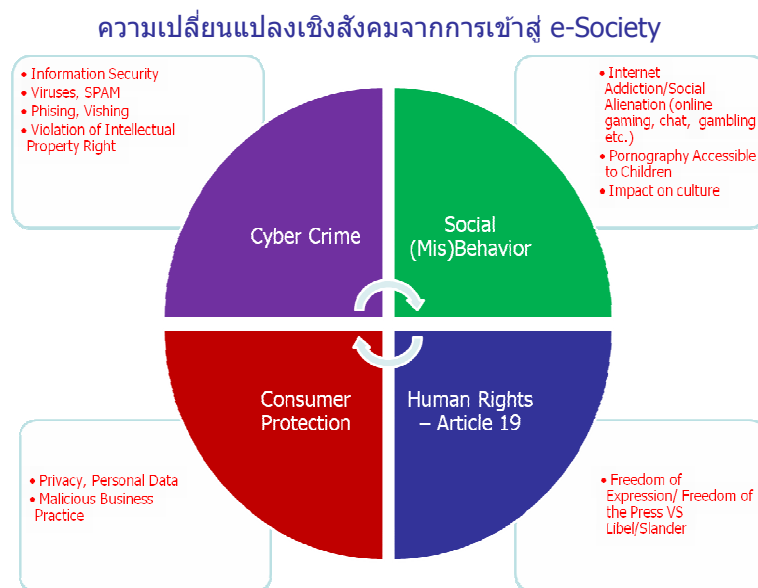 ความเปลี่ยนแปลงเชิงสังคมจากการเข้าสู่ e-Society
• Information Security
• Viruses, SPAM
• Phising, Vishing
• Violation of Intellectual
Property Right
• Internet
Addiction/Social
Alienation (online
gaming, chat, gambling
etc.)
• Pornography Accessible
to Children
• Impact on culture
Cyber Crime
Social
(Mis)Behavior
Consumer
Protection
Human Rights
– Article 19
• Privacy, Personal Data
• Malicious Business
Practice
• Freedom of
Expression/ Freedom of
the Press VS
Libel/Slander